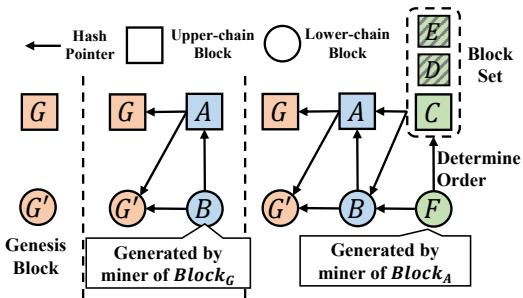 Hash
Pointer
Upper-chain
Block
Lower-chain
Block
E
D
Block
Set
G
G
A
G
A
C
Determine
Order
G'
G'
B
G'
B
F
Genesis
Block
Generated by
miner of Block_G
Generated by
miner of Block_A